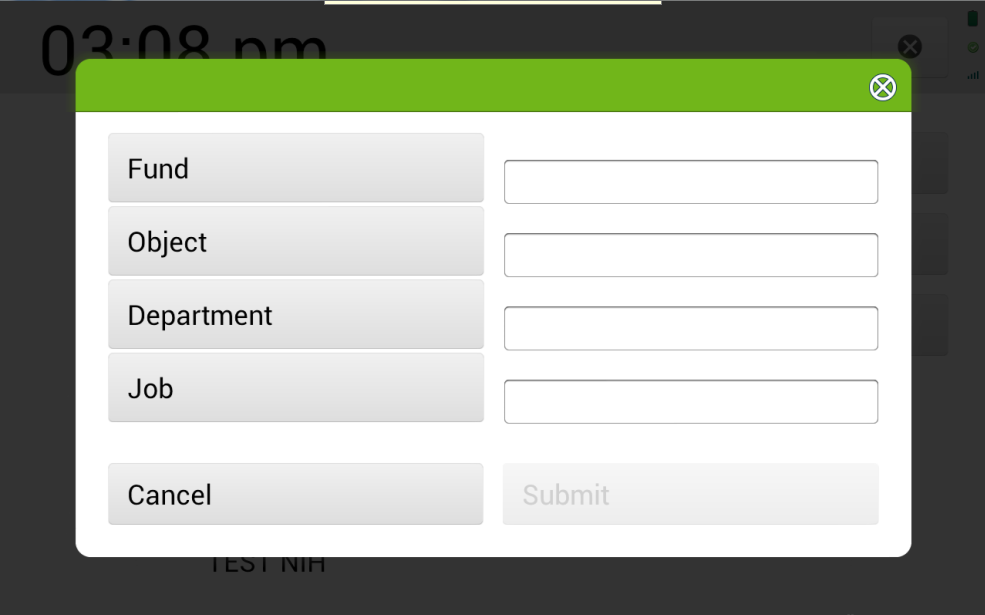 03:08 pm
Fund
Object
Department
Job
Cancel
Submit
TEST NIH